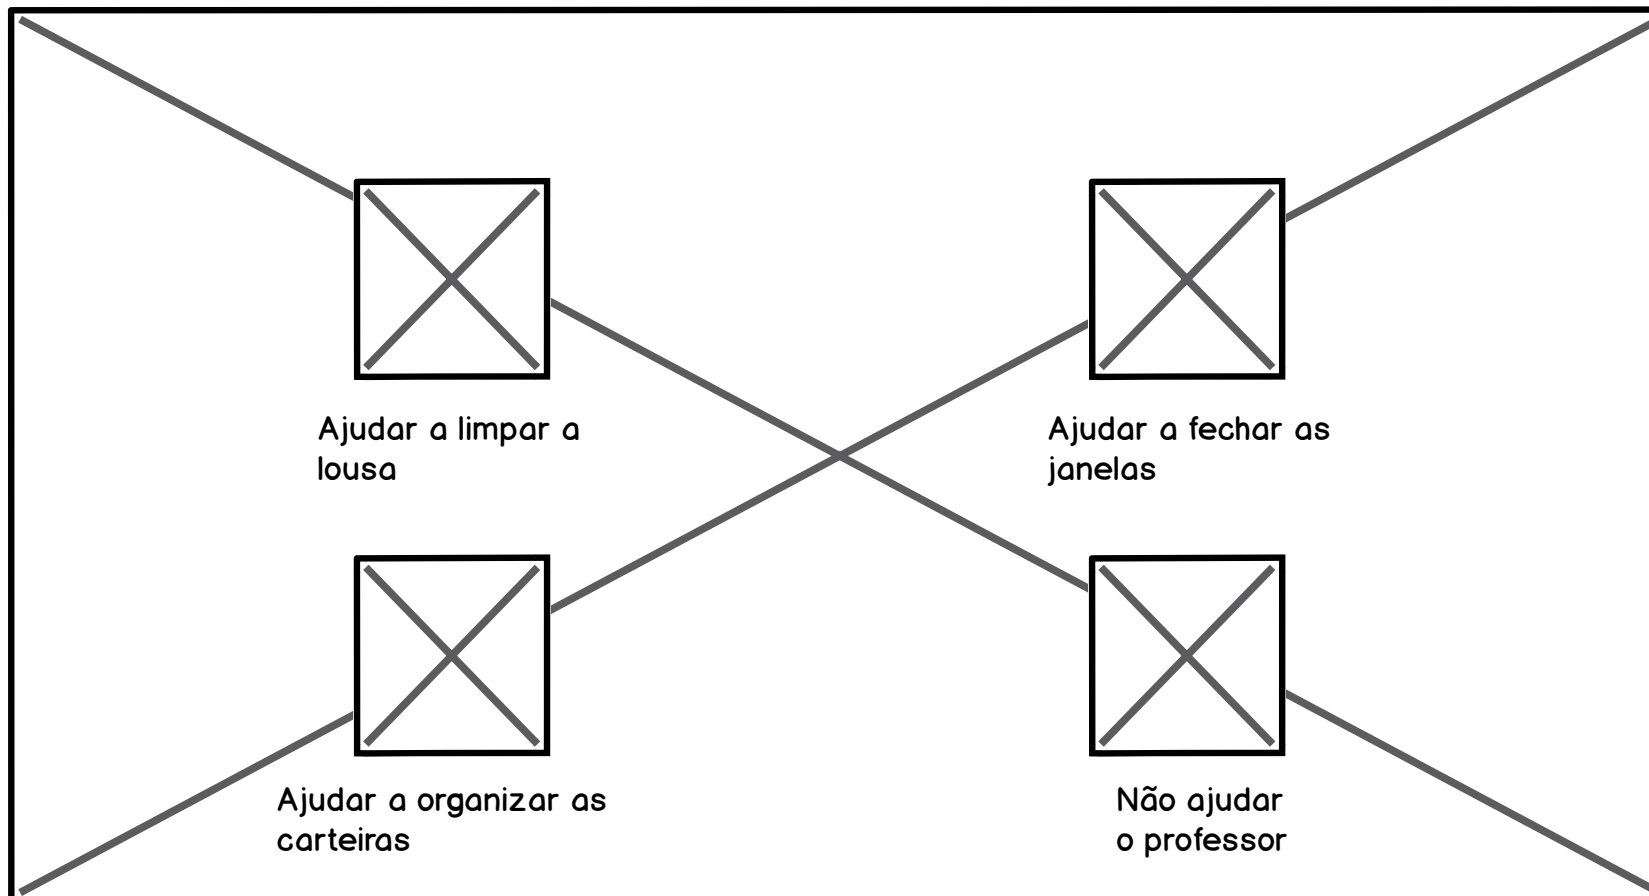 Ajudar a limpar a
lousa
Ajudar a fechar as
janelas
Ajudar a organizar as
carteiras
Não ajudar
o professor